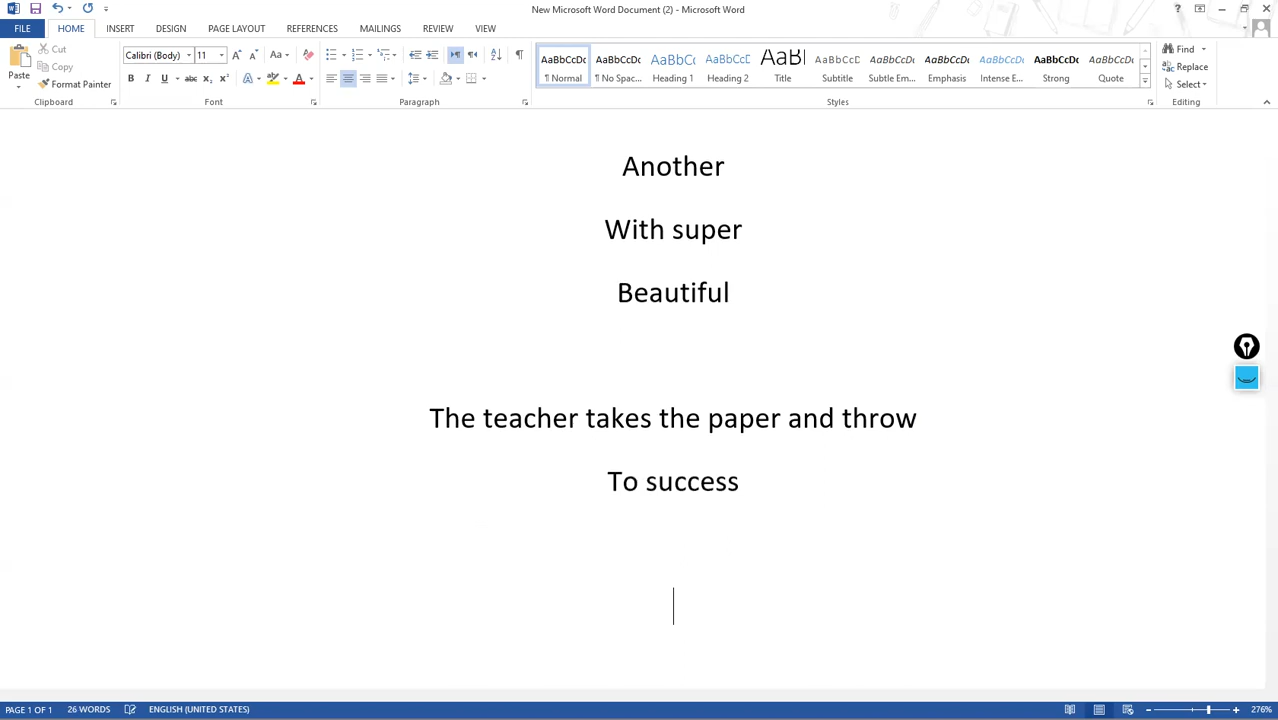 New Microsoft Word Document (2) - Microsoft Word
FILE HOME INSERT DESIGN PAGE LAYOUT REFERENCES MAILINGS REVIEW VIEW
Paste
Cut
Copy
Format Painter
Clipboard
Calibri (Body) 11
Font
Paragraph
AaBbCcDc AaBbCcDc AaBbCc AaBbCcC AaBl AaBbCcD AaBbCcDc AaBbCcDc AaBbCcDc AaBbCcDc AaBbCcDc
¶ Normal ¶ No Spac... Heading 1 Heading 2 Title Subtitle Subtle Em... Emphasis Intense E... Strong Quote
Styles
Find
Replace
Select
Editing
Another
With super
Beautiful
The teacher takes the paper and throw
To success
PAGE 1 OF 1 26 WORDS ENGLISH (UNITED STATES) 276%